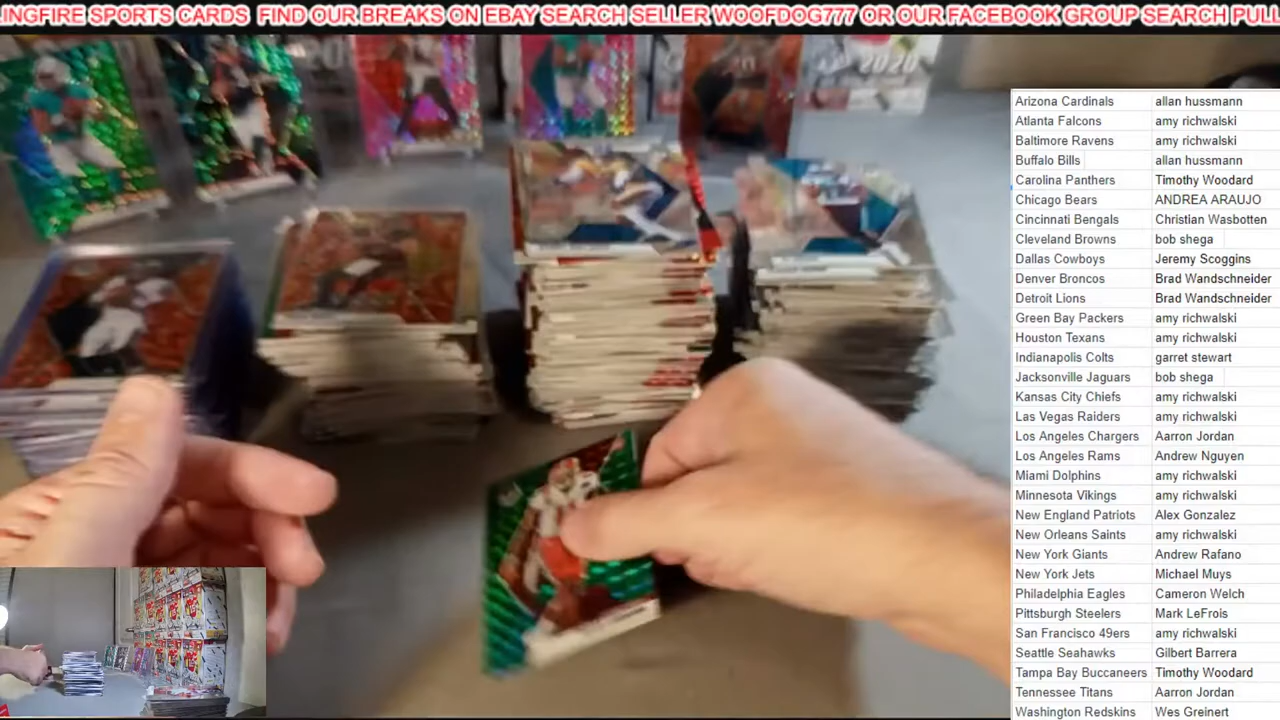 INGFIRE SPORTS CARDS FIND OUR BREAKS ON EBAY SEARCH SELLER WOOFDOG777 OR OUR FACEBOOK GROUP SEARCH PULL
2020
Arizona Cardinals allan hussmann
Atlanta Falcons amy richwalski
Baltimore Ravens amy richwalski
Buffalo Bills allan hussmann
Carolina Panthers Timothy Woodard
Chicago Bears ANDREA ARAUJO
Cincinnati Bengals Christian Wasbotten
Cleveland Browns bob shega
Dallas Cowboys Jeremy Scoggins
Denver Broncos Brad Wandschneider
Detroit Lions Brad Wandschneider
Green Bay Packers amy richwalski
Houston Texans amy richwalski
Indianapolis Colts garret stewart
Jacksonville Jaguars bob shega
Kansas City Chiefs amy richwalski
Las Vegas Raiders amy richwalski
Los Angeles Chargers Aarron Jordan
Los Angeles Rams Andrew Nguyen
Miami Dolphins amy richwalski
Minnesota Vikings amy richwalski
New England Patriots Alex Gonzalez
New Orleans Saints amy richwalski
New York Giants Andrew Rafano
New York Jets Michael Muys
Philadelphia Eagles Cameron Welch
Pittsburgh Steelers Mark LeFrois
San Francisco 49ers amy richwalski
Seattle Seahawks Gilbert Barrera
Tampa Bay Buccaneers Timothy Woodard
Tennessee Titans Aarron Jordan
Washington Redskins Wes Greinert